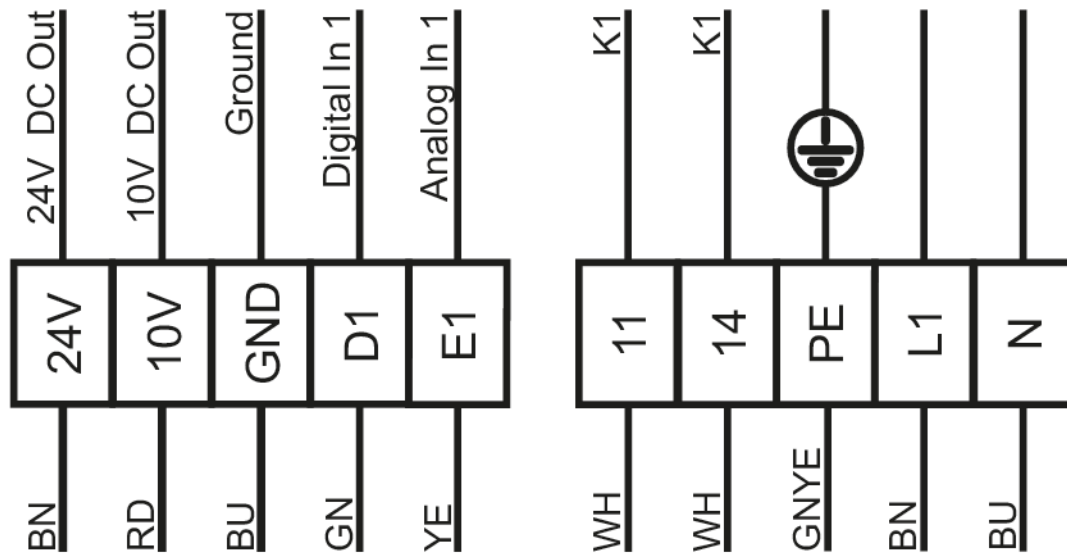 24V DC Out
10V DC Out
Ground
Digital In 1
Analog In 1
K1
K1
24V
10V
GND
D1
E1
11
14
PE
L1
N
BN
RD
BU
GN
YE
WH
WH
GNYE
BN
BU